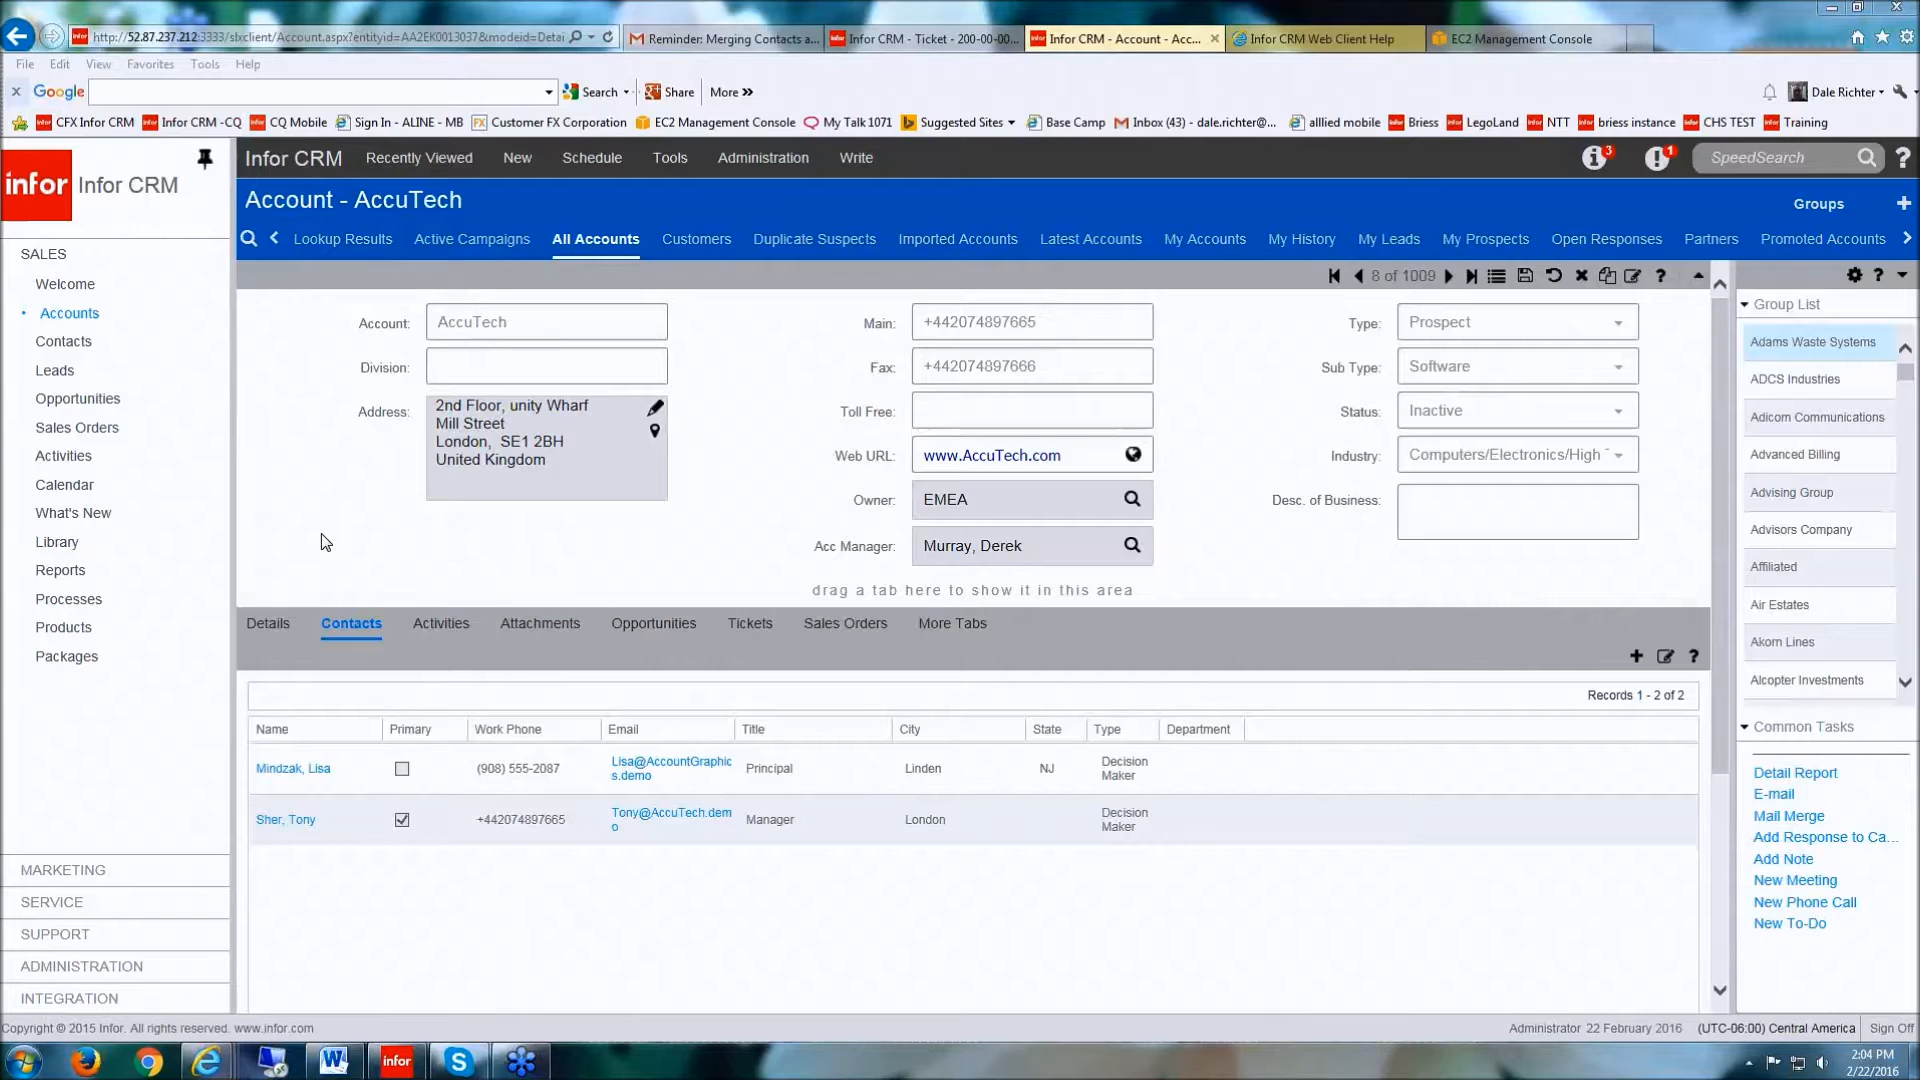 http://52.87.237.212:3333/slxclient/Account.aspx?entityid=AA2EK0013037&modeid=Detai
Reminder: Merging Contacts a...
Infor CRM - Ticket - 200-00-00...
Infor CRM - Account - Acc...
Infor CRM Web Client Help
EC2 Management Console
File Edit View Favorites Tools Help
Google Search Share More »
Dale Richter
CFX Infor CRM Infor CRM -CQ CQ Mobile Sign In - ALINE - MB Customer FX Corporation EC2 Management Console My Talk 1071 Suggested Sites Base Camp Inbox (43) - dale.richter@... alllied mobile Briess LegoLand NTT briess instance CHS TEST Training
infor Infor CRM
Infor CRM Recently Viewed New Schedule Tools Administration Write
3 1 SpeedSearch ?
Account - AccuTech
Groups +
Lookup Results Active Campaigns All Accounts Customers Duplicate Suspects Imported Accounts Latest Accounts My Accounts My History My Leads My Prospects Open Responses Partners Promoted Accounts
8 of 1009
SALES
Welcome
Accounts
Contacts
Leads
Opportunities
Sales Orders
Activities
Calendar
What's New
Library
Reports
Processes
Products
Packages
MARKETING
SERVICE
SUPPORT
ADMINISTRATION
INTEGRATION
Account: AccuTech
Division:
Address: 2nd Floor, unity Wharf
Mill Street
London, SE1 2BH
United Kingdom
Main: +442074897665
Fax: +442074897666
Toll Free:
Web URL: www.AccuTech.com
Owner: EMEA
Acc Manager: Murray, Derek
Type: Prospect
Sub Type: Software
Status: Inactive
Industry: Computers/Electronics/High
Desc. of Business:
drag a tab here to show it in this area
Details Contacts Activities Attachments Opportunities Tickets Sales Orders More Tabs
+ ?
Records 1 - 2 of 2
Name Primary Work Phone Email Title City State Type Department
Mindzak, Lisa (908) 555-2087 Lisa@AccountGraphic
s.demo Principal Linden NJ Decision
Maker
Sher, Tony +442074897665 Tony@AccuTech.dem
o Manager London Decision
Maker
Group List
Adams Waste Systems
ADCS Industries
Adicom Communications
Advanced Billing
Advising Group
Advisors Company
Affiliated
Air Estates
Akorn Lines
Alcopter Investments
Common Tasks
Detail Report
E-mail
Mail Merge
Add Response to Ca...
Add Note
New Meeting
New Phone Call
New To-Do
Copyright © 2015 Infor. All rights reserved. www.infor.com
Administrator 22 February 2016 (UTC-06:00) Central America Sign Off
infor
2:04 PM
2/22/2016